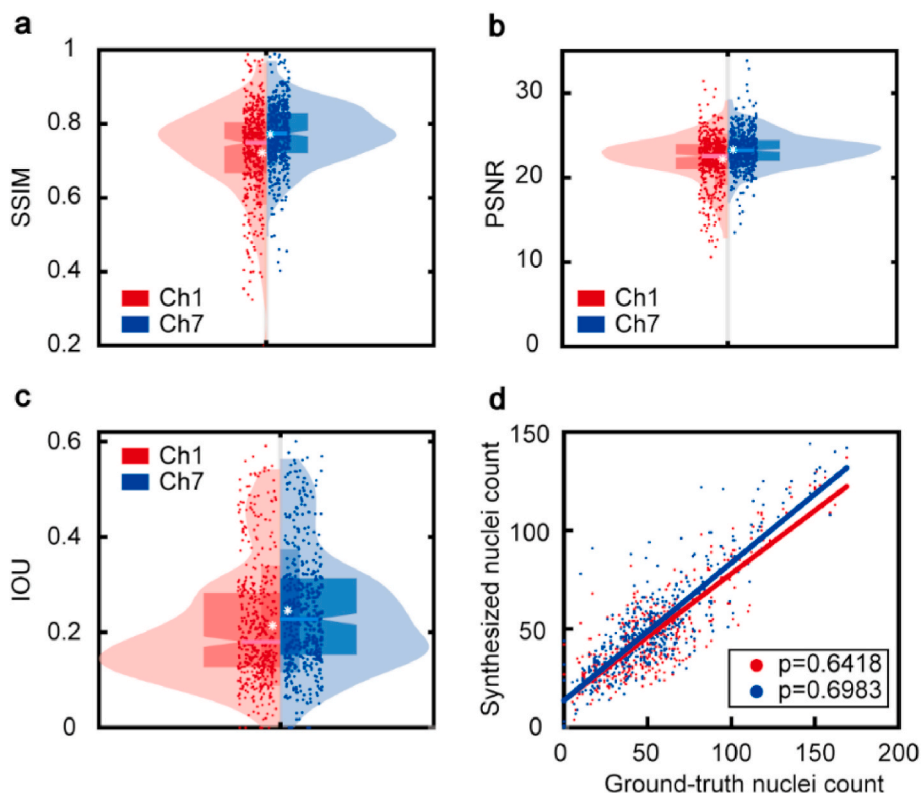 a
SSIM
1
0.8
0.6
0.4
0.2
Ch1
Ch7
b
PSNR
30
20
10
0
Ch1
Ch7
c
IOU
0.6
0.4
0.2
0
Ch1
Ch7
d
Synthesized nuclei count
150
100
50
0
p=0.6418
p=0.6983
0 50 100 150 200
Ground-truth nuclei count